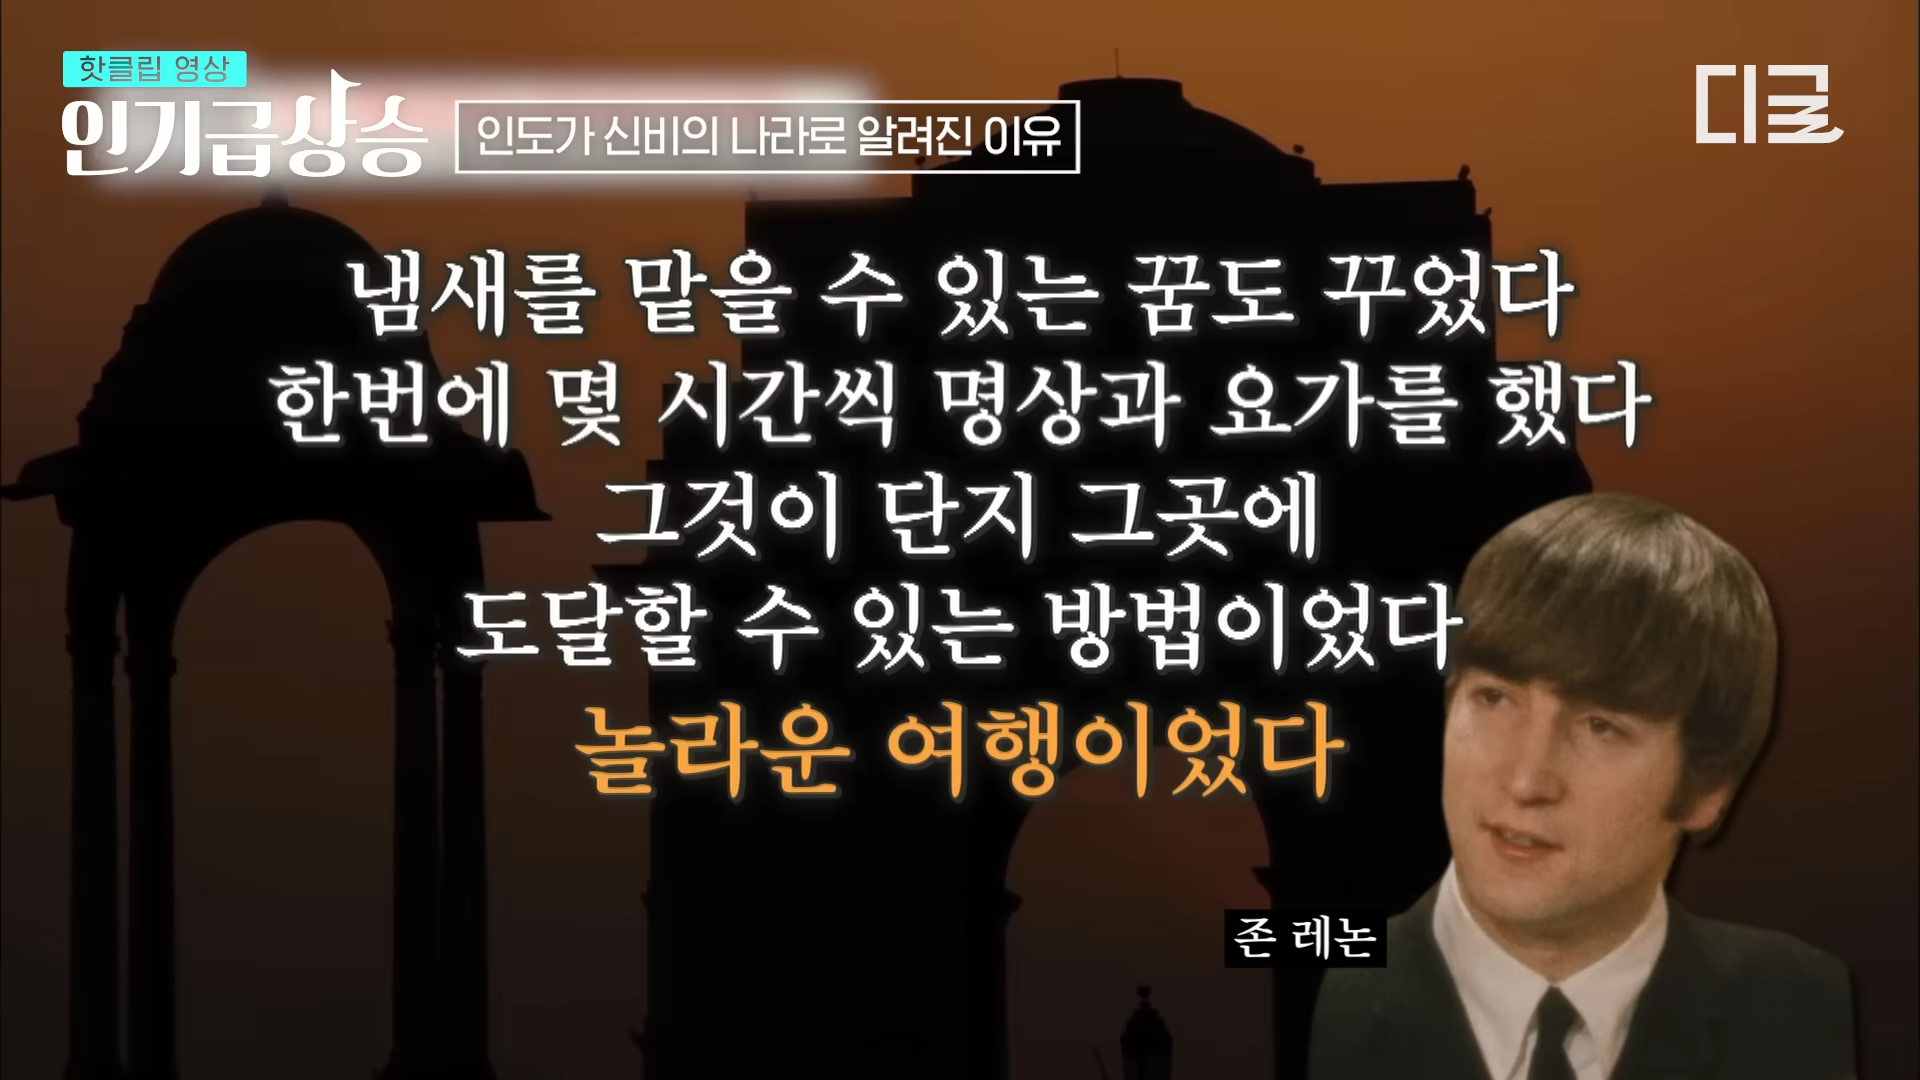 핫클립 영상
인기급상승
인도가 신비의 나라로 알려진 이유
디글
냄새를 맡을 수 있는 꿈도 꾸었다
한번에 몇 시간씩 명상과 요가를 했다
그것이 단지 그곳에
도달할 수 있는 방법이었다
놀라운 여행이었다
존 레논